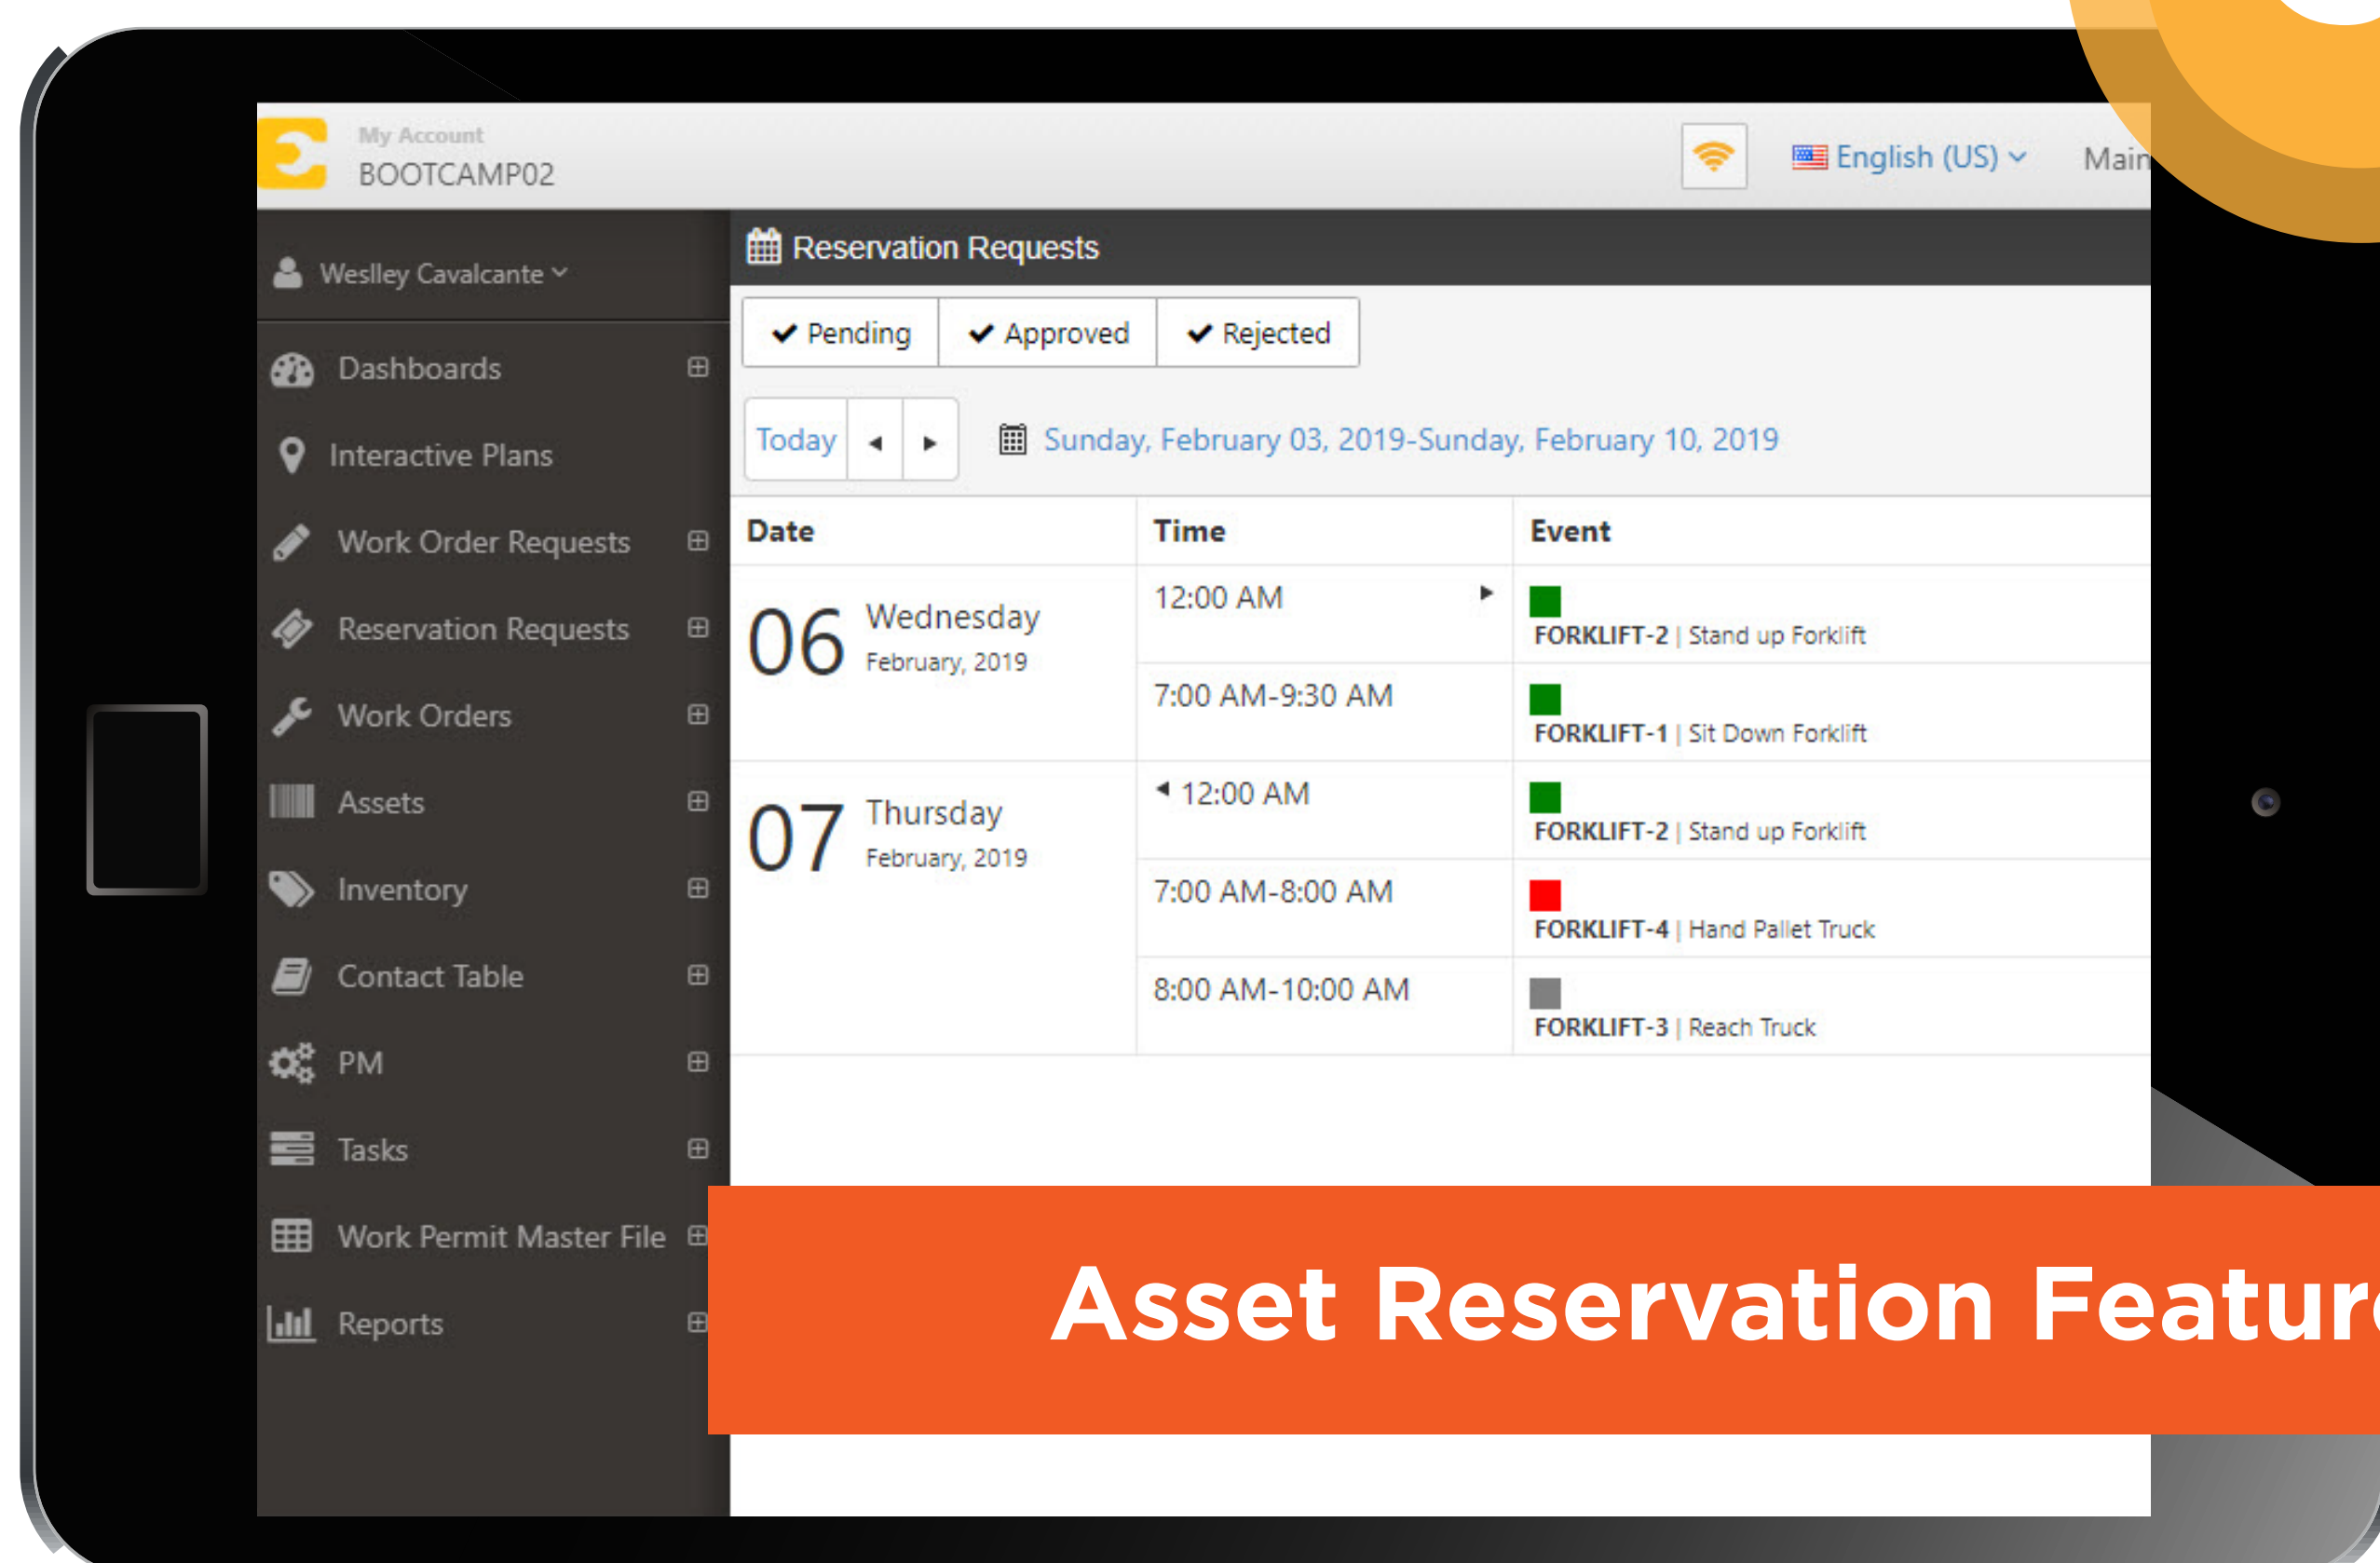 My Account
BOOTCAMP02
English (US)
Main
Weslley Cavalcante
Dashboards
Interactive Plans
Work Order Requests
Reservation Requests
Work Orders
Assets
Inventory
Contact Table
PM
Tasks
Work Permit Master File
Reports
Reservation Requests
Pending Approved Rejected
Today Sunday, February 03, 2019-Sunday, February 10, 2019
Date Time Event
06 Wednesday
February, 2019
12:00 AM
FORKLIFT-2 | Stand up Forklift
7:00 AM-9:30 AM
FORKLIFT-1 | Sit Down Forklift
07 Thursday
February, 2019
12:00 AM
FORKLIFT-2 | Stand up Forklift
7:00 AM-8:00 AM
FORKLIFT-4 | Hand Pallet Truck
8:00 AM-10:00 AM
FORKLIFT-3 | Reach Truck
Asset Reservation Feature